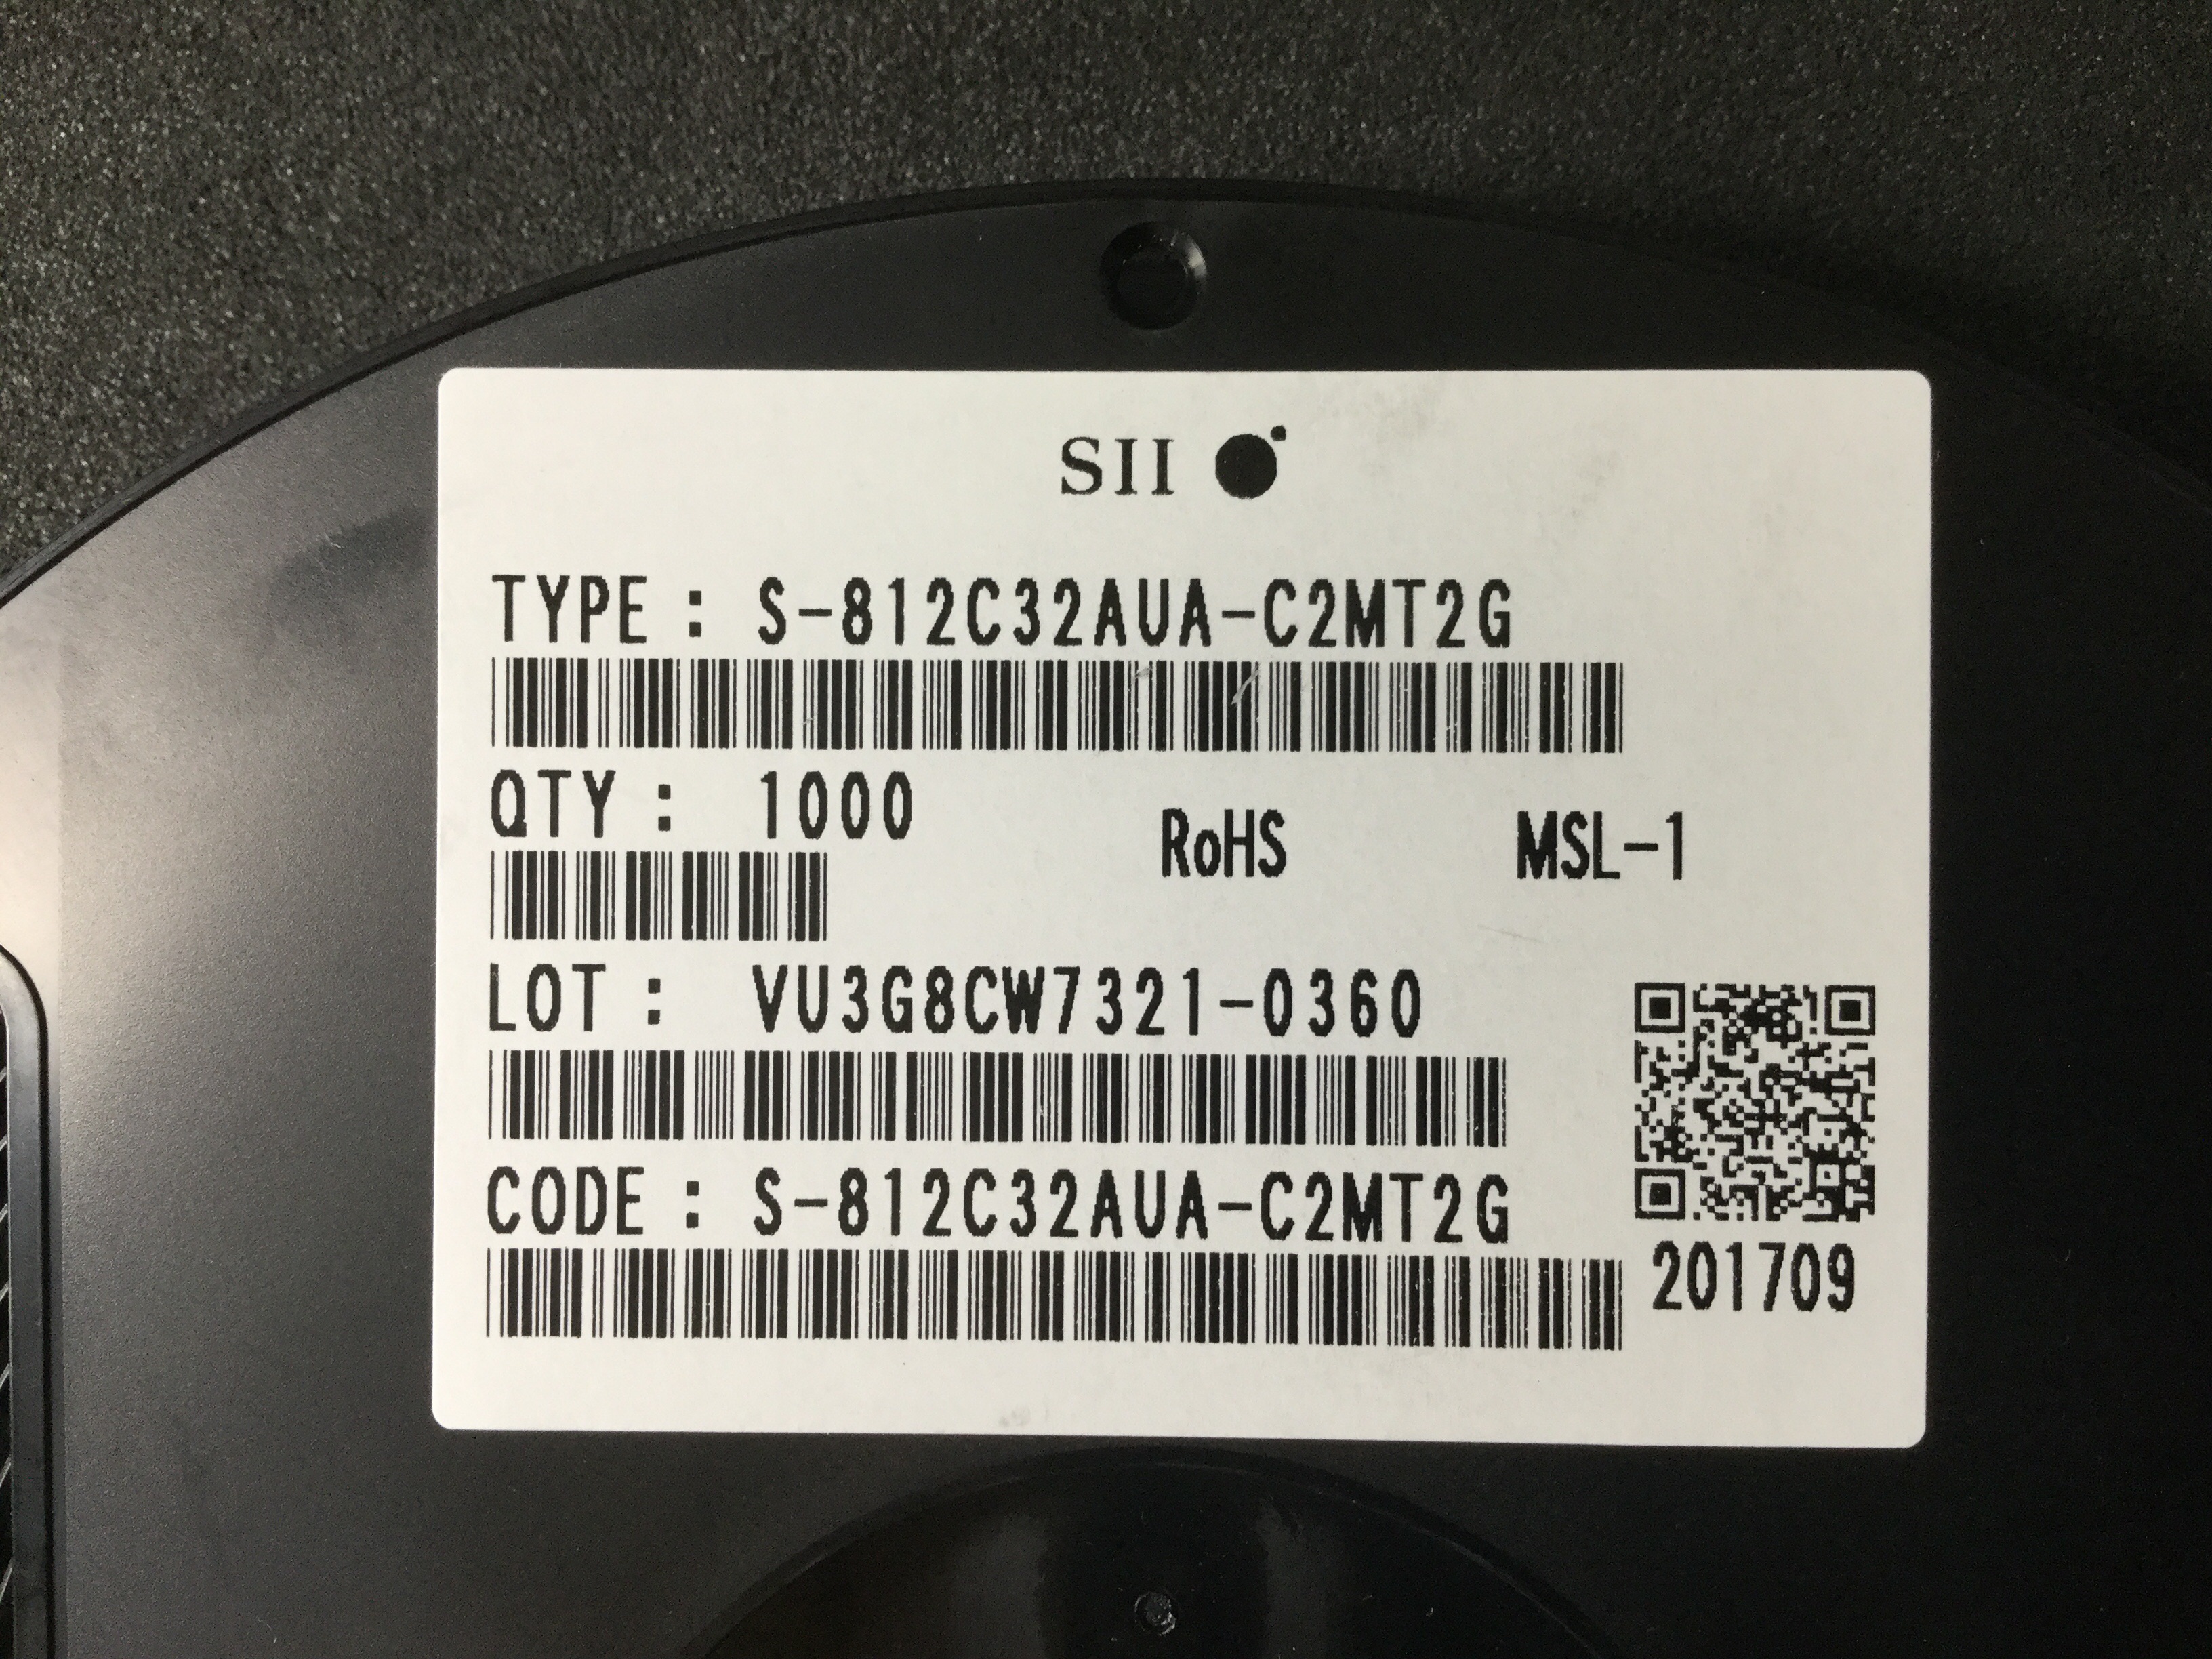 SII
TYPE : S-812C32AUA-C2MT2G
QTY : 1000
RoHS MSL-1
LOT : VU3G8CW7321-0360
CODE : S-812C32AUA-C2MT2G
201709